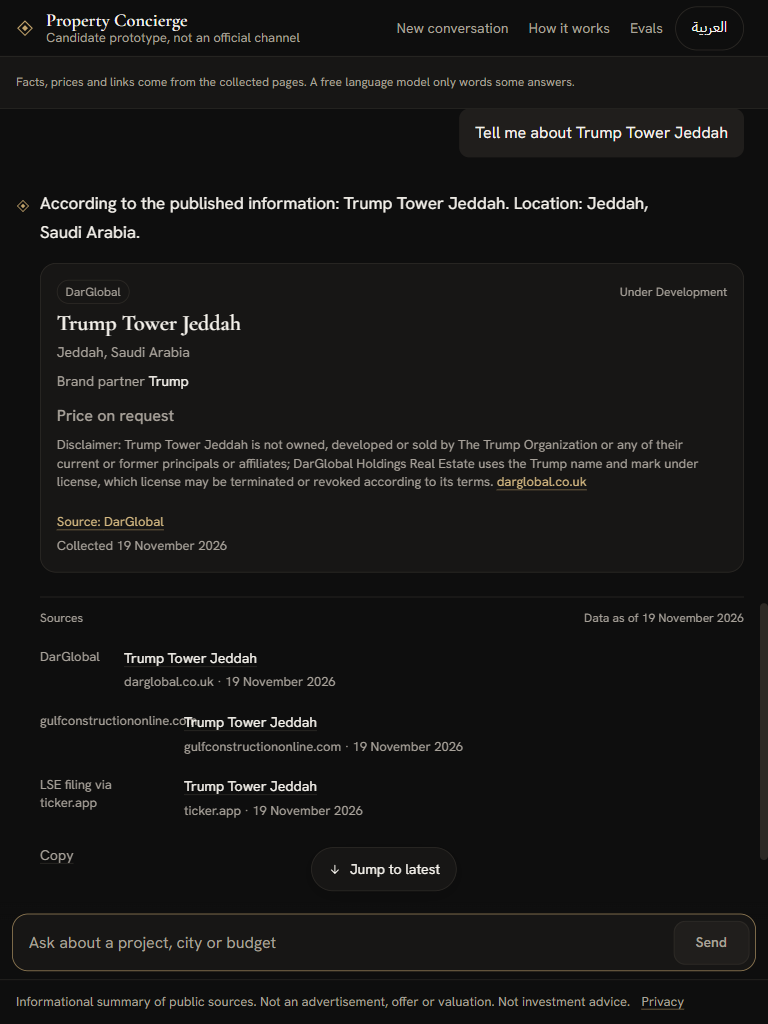 Property Concierge
Candidate prototype, not an official channel
New conversation
How it works
Evals
العربية
Facts, prices and links come from the collected pages. A free language model only words some answers.
Tell me about Trump Tower Jeddah
According to the published information: Trump Tower Jeddah. Location: Jeddah,
Saudi Arabia.
DarGlobal
Under Development
Trump Tower Jeddah
Jeddah, Saudi Arabia
Brand partner Trump
Price on request
Disclaimer: Trump Tower Jeddah is not owned, developed or sold by The Trump Organization or any of their
current or former principals or affiliates; DarGlobal Holdings Real Estate uses the Trump name and mark under
license, which license may be terminated or revoked according to its terms. darglobal.co.uk
Source: DarGlobal
Collected 19 November 2026
Sources
Data as of 19 November 2026
DarGlobal
Trump Tower Jeddah
darglobal.co.uk · 19 November 2026
gulfconstructiononline.com
Trump Tower Jeddah
gulfconstructiononline.com · 19 November 2026
LSE filing via
ticker.app
Trump Tower Jeddah
ticker.app · 19 November 2026
Copy
↓ Jump to latest
Ask about a project, city or budget
Send
Informational summary of public sources. Not an advertisement, offer or valuation. Not investment advice.
Privacy